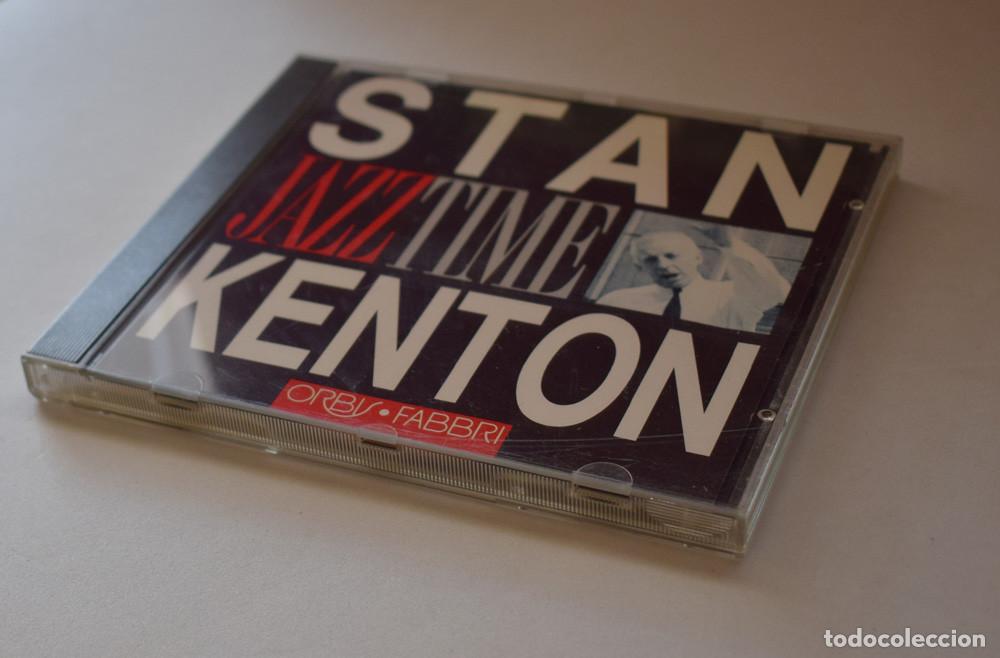 STAN
JAZZ TIME
KENTON
ORBIS • FABBRI
todocoleccion